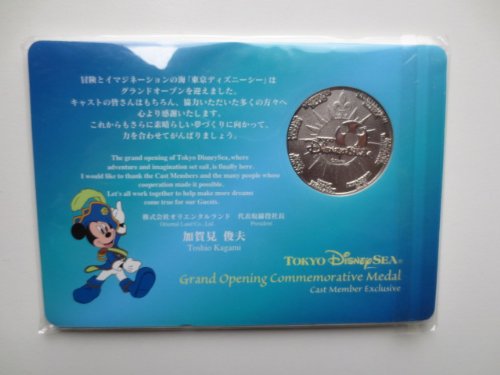 冒険とイマジネーションの海「東京ディズニーシー」は
グランドオープンを迎えました。
キャストの皆さんはもちろん、協力いただいた多くの方々へ
心より感謝いたします。
これからもさらに素晴らしい夢づくりに向かって、
力を合わせてがんばりましょう。
The grand opening of Tokyo DisneySea, where
adventure and imagination set sail, is finally here.
I would like to thank the Cast Members and the many people whose
cooperation made it possible.
Let's all work together to help make more dreams
come true for our Guests.
株式会社オリエンタルランド 代表取締役社長
Oriental Land Co., Ltd President
加賀見 俊夫
Toshio Kagami
DISNEYSEA
TOKYO DISNEYSEA
Grand Opening Commemorative Medal
Cast Member Exclusive